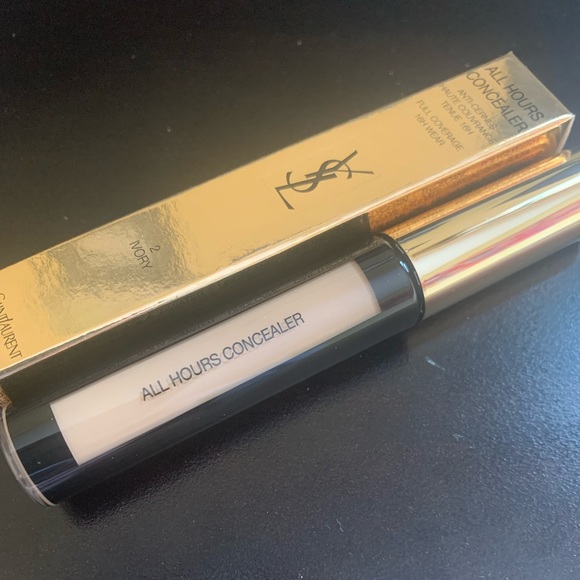 ALL HOURS
CONCEALER
ANTI-CERNES
HAUTE COUVRANCE
TENUE 16H
FULL COVERAGE
16H WEAR
YSL
2
IVORY
SAINT LAURENT
ALL HOURS CONCEALER